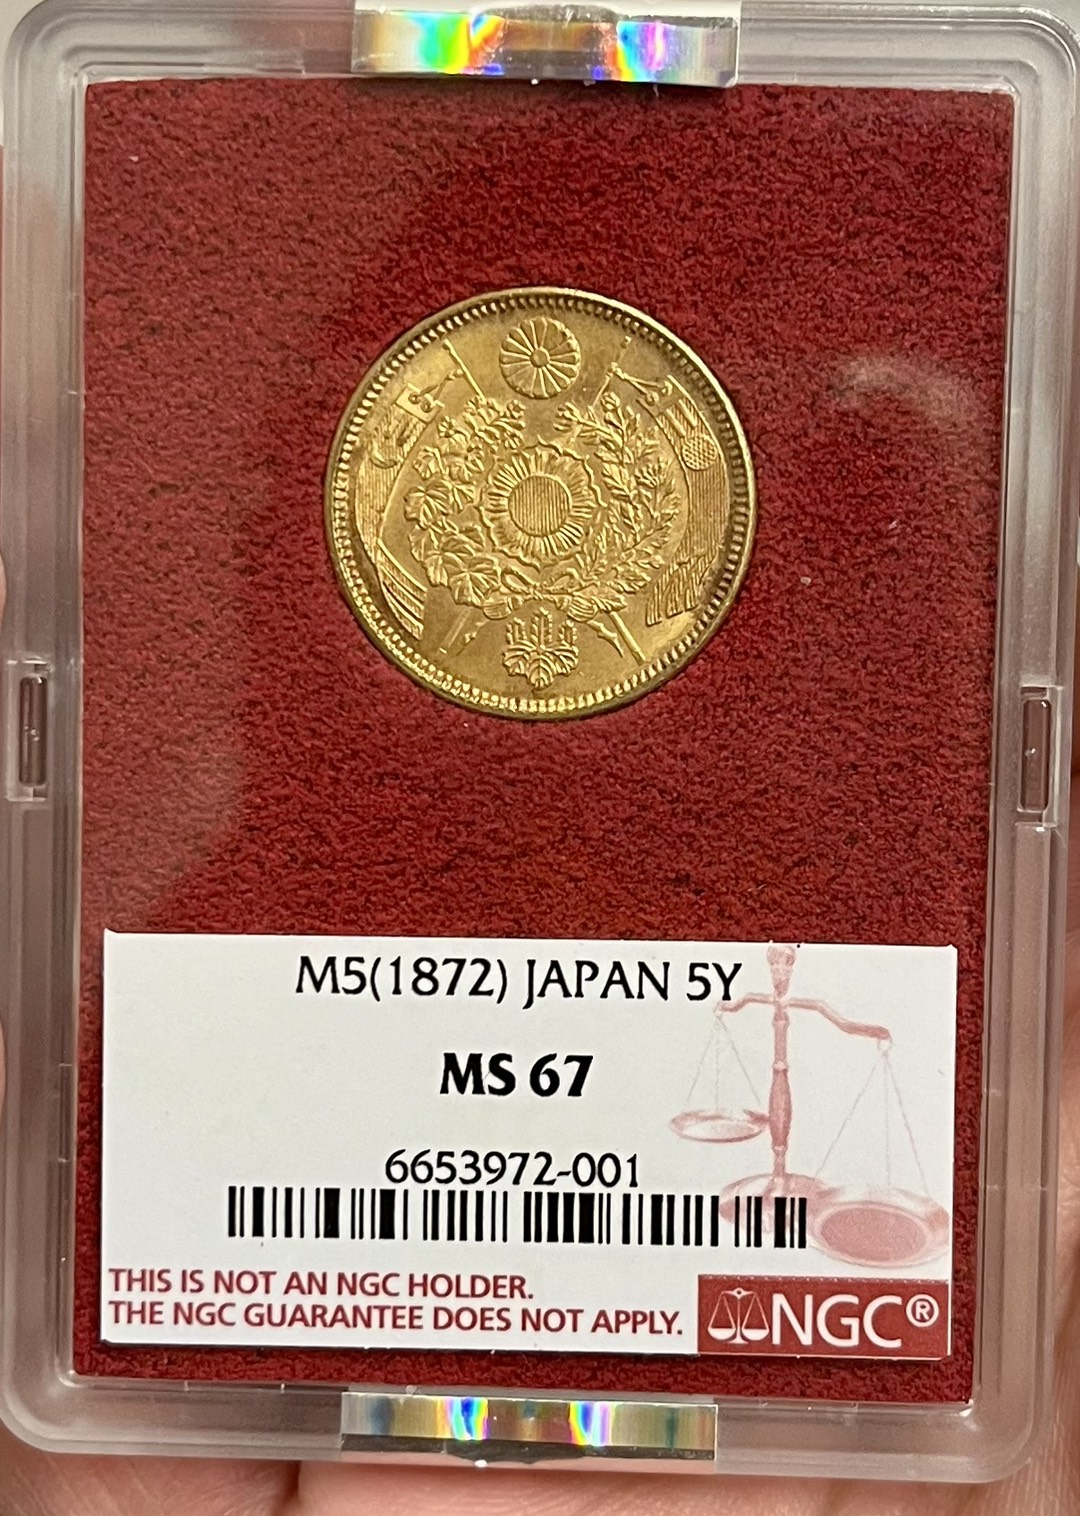 M5(1872) JAPAN 5Y
MS 67
6653972-001
THIS IS NOT AN NGC HOLDER.
THE NGC GUARANTEE DOES NOT APPLY.
NGC®